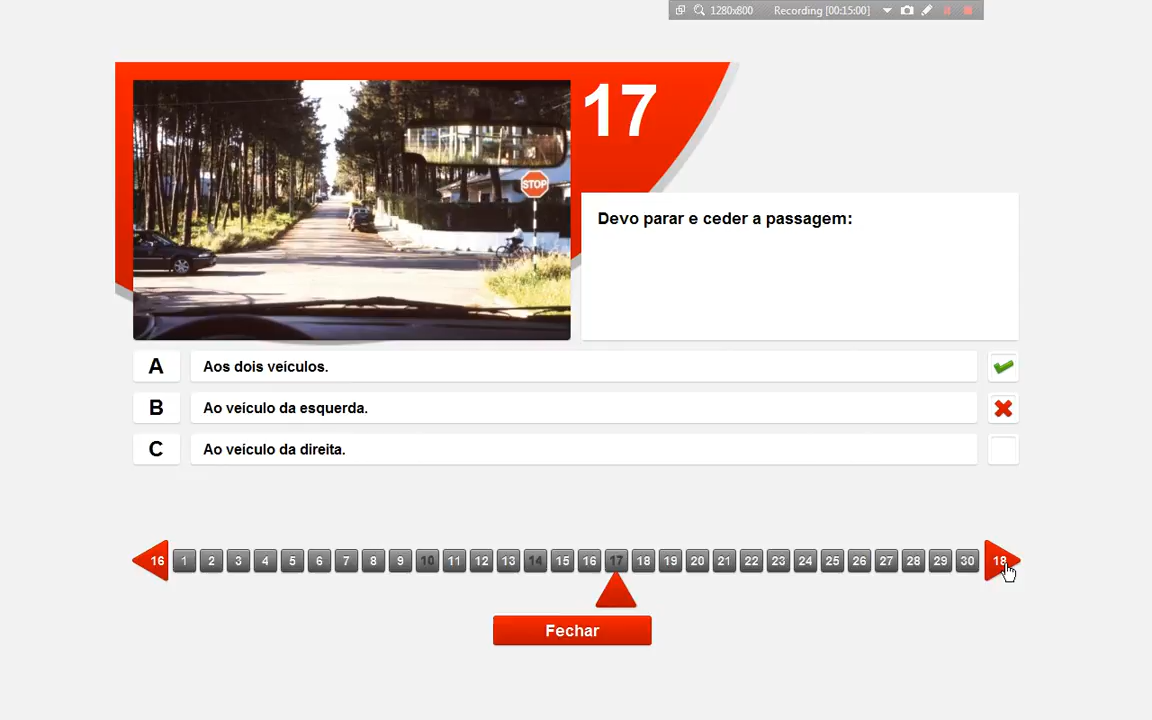 1280x800 Recording [00:15:00]
17
STOP
Devo parar e ceder a passagem:
A Aos dois veículos.
B Ao veículo da esquerda.
C Ao veículo da direita.
16 1 2 3 4 5 6 7 8 9 10 11 12 13 14 15 16 17 18 19 20 21 22 23 24 25 26 27 28 29 30 18
Fechar